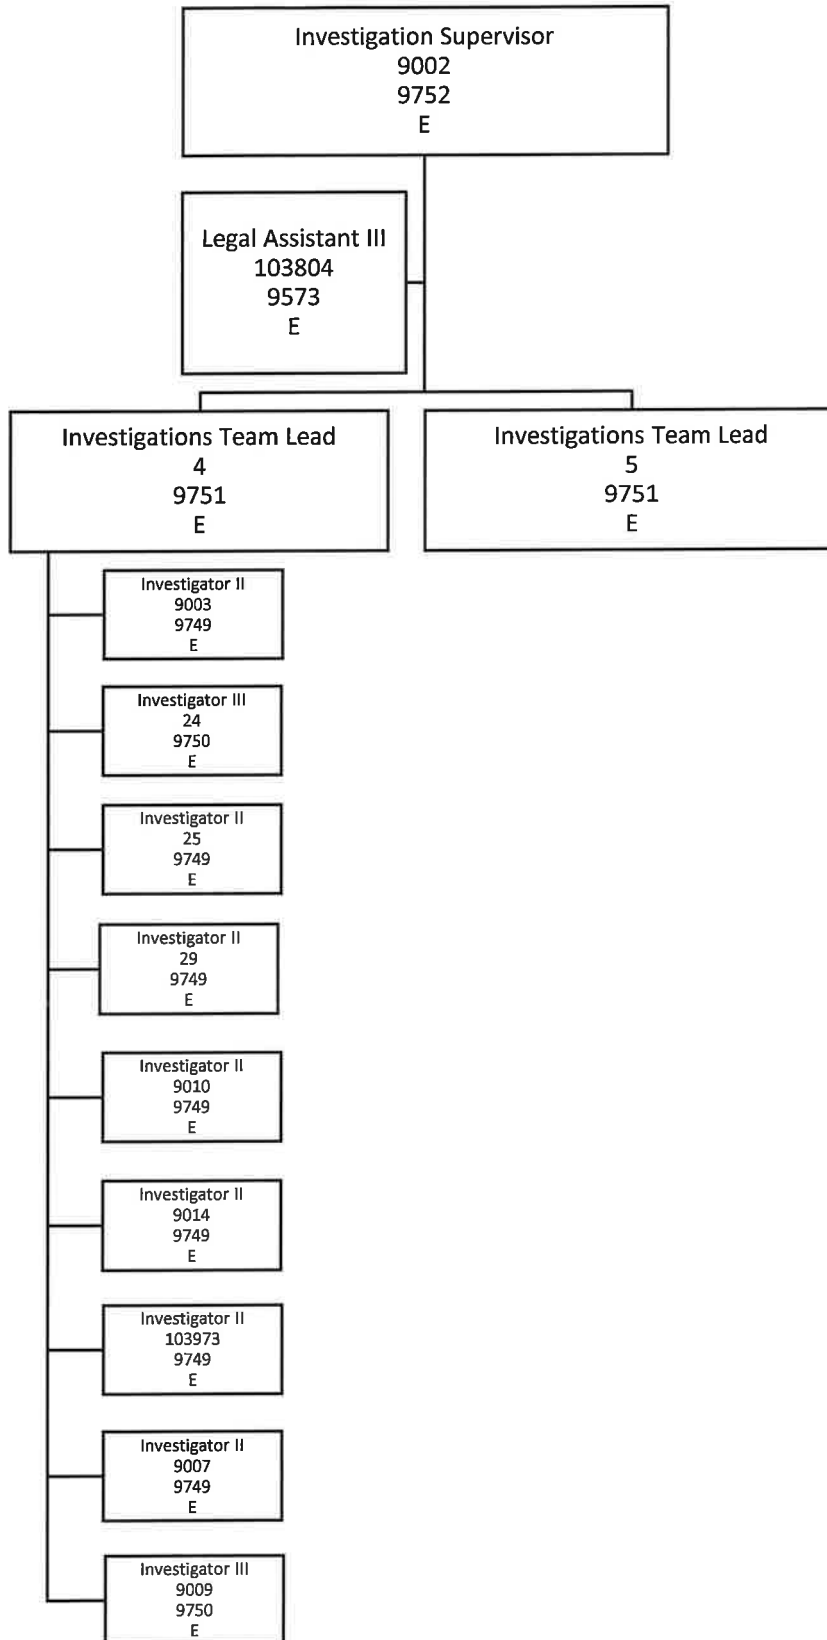 Investigation Supervisor
9002
9752
E
Legal Assistant III
103804
9573
E
Investigations Team Lead
4
9751
E
Investigations Team Lead
5
9751
E
Investigator II
9003
9749
E
Investigator III
24
9750
E
Investigator II
25
9749
E
Investigator II
29
9749
E
Investigator II
9010
9749
E
Investigator II
9014
9749
E
Investigator II
103973
9749
E
Investigator II
9007
9749
E
Investigator III
9009
9750
E